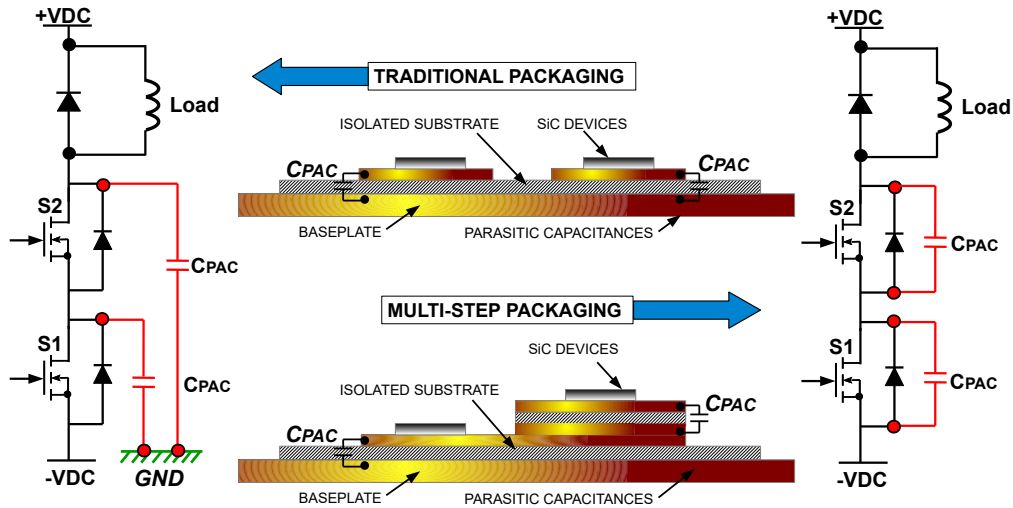 +VDC
Load
S2
CPAC
S1
CPAC
-VDC
GND
TRADITIONAL PACKAGING
ISOLATED SUBSTRATE
SiC DEVICES
CPAC
CPAC
BASEPLATE
PARASITIC CAPACITANCES
MULTI-STEP PACKAGING
SiC DEVICES
ISOLATED SUBSTRATE
CPAC
CPAC
BASEPLATE
PARASITIC CAPACITANCES
+VDC
Load
S2
CPAC
S1
CPAC
-VDC